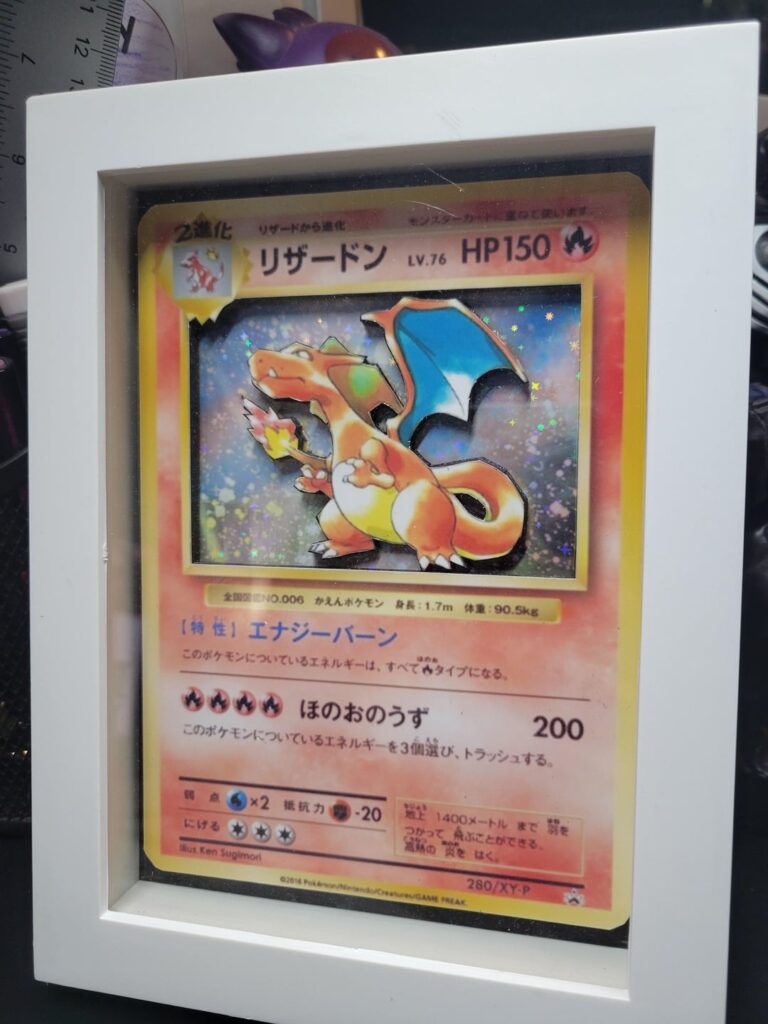 2進化 リザードから進化 モンスターカードに重ねて使います
リザードン LV.76 HP150
全国図鑑NO.006 かえんポケモン 身長:1.7m 体重:90.5kg
【特性】エナジーバーン
このポケモンについているエネルギーは、すべてタイプになる。
ほのおのうず 200
このポケモンについているエネルギーを3個選び、トラッシュする。
弱点 ×2 抵抗力 -20
にげる
地上 1400メートル まで 羽を
つかって 飛ぶことができる。
高熱の 炎を はく。
Illus. Ken Sugimori
280/XY-P
©2016 Pokémon/Nintendo/Creatures/GAME FREAK.